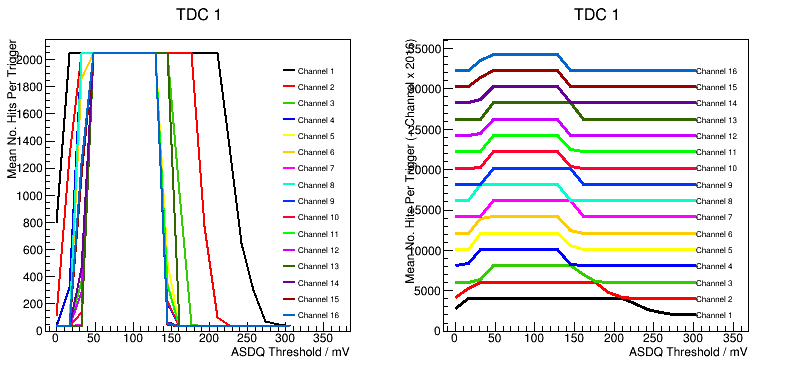 TDC 1
Mean No. Hits Per Trigger
2000
1800
1600
1400
1200
1000
800
600
400
200
0
0 50 100 150 200 250 300 350
ASDQ Threshold / mV
Channel 1
Channel 2
Channel 3
Channel 4
Channel 5
Channel 6
Channel 7
Channel 8
Channel 9
Channel 10
Channel 11
Channel 12
Channel 13
Channel 14
Channel 15
Channel 16
TDC 1
Mean No. Hits Per Trigger (+ Channel x 2016)
35000
30000
25000
20000
15000
10000
5000
0
0 50 100 150 200 250 300 350
ASDQ Threshold / mV
Channel 16
Channel 15
Channel 14
Channel 13
Channel 12
Channel 11
Channel 10
Channel 9
Channel 8
Channel 7
Channel 6
Channel 5
Channel 4
Channel 3
Channel 2
Channel 1